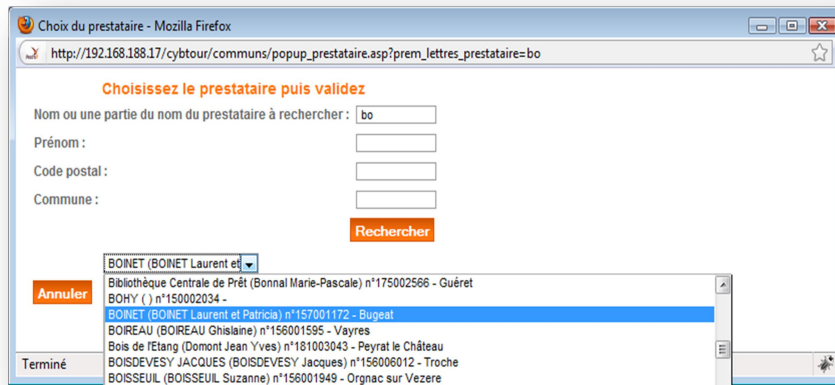 Choix du prestataire - Mozilla Firefox
http://192.168.188.17/cybtour/communs/popup_prestataire.asp?prem_lettres_prestataire=bo
Choisissez le prestataire puis validez
Nom ou une partie du nom du prestataire à rechercher : bo
Prénom :
Code postal :
Commune :
Rechercher
BOINET (BOINET Laurent et
Annuler
Bibliothèque Centrale de Prêt (Bonnal Marie-Pascale) n°175002566 - Guéret
BOHY ( ) n°150002034 -
BOINET (BOINET Laurent et Patricia) n°157001172 - Bugeat
BOIREAU (BOIREAU Ghislaine) n°156001595 - Vayres
Bois de l'Etang (Domont Jean Yves) n°181003043 - Peyrat le Château
BOISDEVESY JACQUES (BOISDEVESY Jacques) n°156006012 - Troche
BOISSEUIL (BOISSEUIL Suzanne) n°156001949 - Orgnac sur Vezere
Terminé